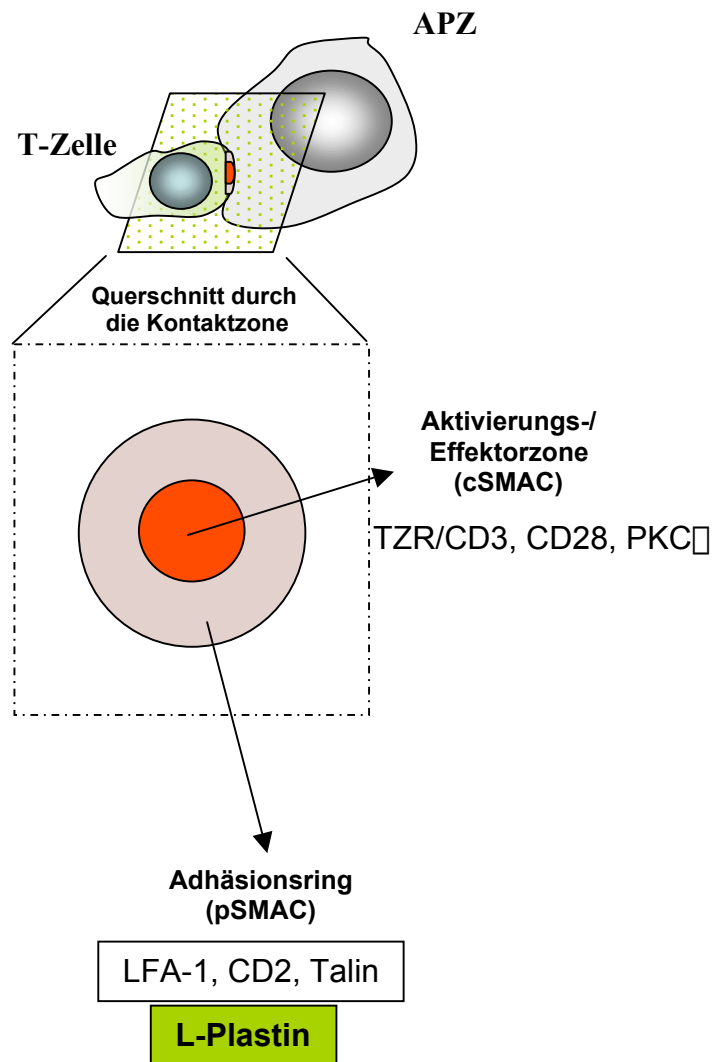 APZ
T-Zelle
Querschnitt durch
die Kontaktzone
Aktivierungs-/
Effektorzone
(cSMAC)
TZR/CD3, CD28, PKC▯
Adhäsionsring
(pSMAC)
LFA-1, CD2, Talin
L-Plastin